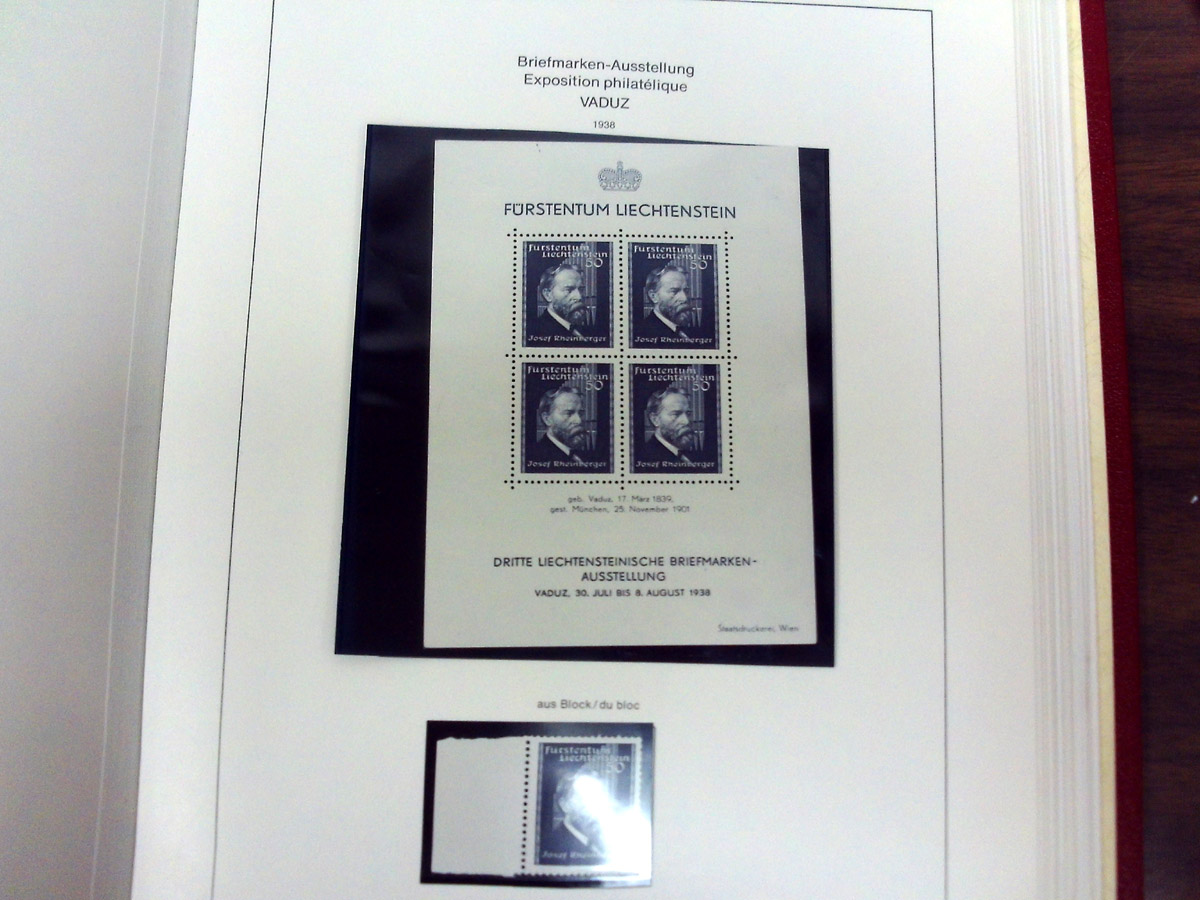 Briefmarken-Ausstellung
Exposition philatélique
VADUZ
1938
FÜRSTENTUM LIECHTENSTEIN
Fürstentum
Liechtenstein
50
Josef Rheinberger
Fürstentum
Liechtenstein
50
Josef Rheinberger
Fürstentum
Liechtenstein
50
Josef Rheinberger
Fürstentum
Liechtenstein
50
Josef Rheinberger
geb. Vaduz, 17. März 1839,
gest. München, 25. November 1901
DRITTE LIECHTENSTEINISCHE BRIEFMARKEN-
AUSSTELLUNG
VADUZ, 30. JULI BIS 8. AUGUST 1938
Staatsdruckerei, Wien
aus Block / du bloc
Fürstentum
Liechtenstein
50
Josef Rheinberger